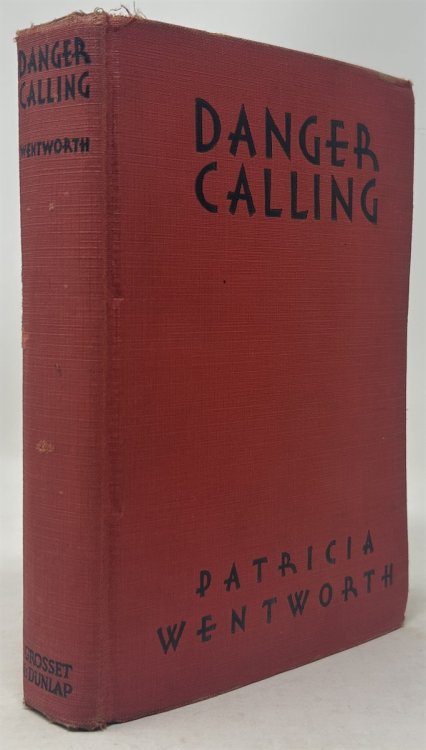 DANGER
CALLING
WENTWORTH
GROSSET
& DUNLAP
DANGER
CALLING
PATRICIA
WENTWORTH